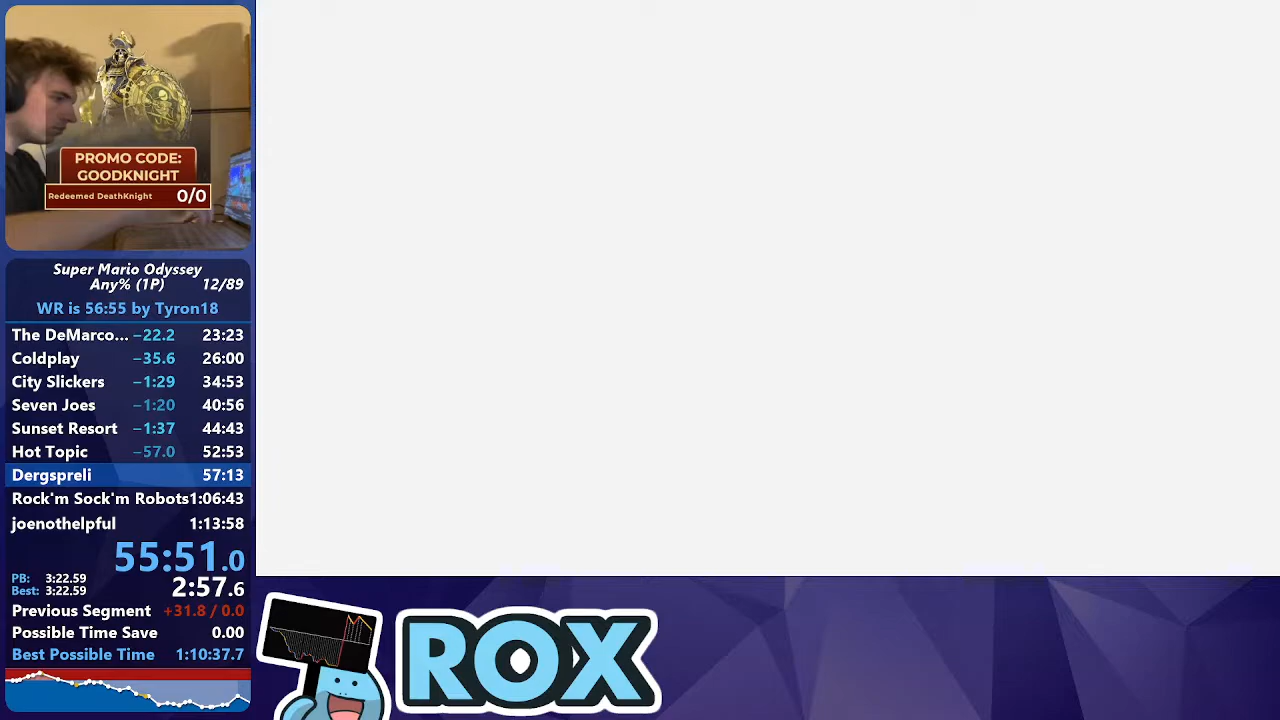 PROMO CODE:
GOODKNIGHT
Redeemed DeathKnight 0/0
Super Mario Odyssey
Any% (1P) 12/89
WR is 56:55 by Tyron18
The DeMarco... −22.2 23:23
Coldplay −35.6 26:00
City Slickers −1:29 34:53
Seven Joes −1:20 40:56
Sunset Resort −1:37 44:43
Hot Topic −57.0 52:53
Dergspreli 57:13
Rock'm Sock'm Robots 1:06:43
joenothelpful 1:13:58
55:51.0
PB: 3:22.59
Best: 3:22.59
2:57.6
Previous Segment +31.8 / 0.0
Possible Time Save 0.00
Best Possible Time 1:10:37.7
ROX